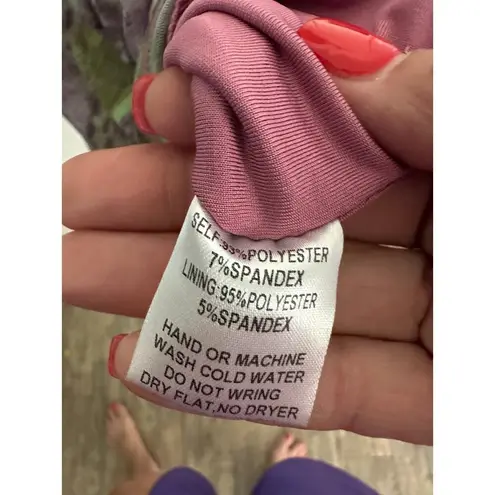 SELF:93%POLYESTER
7%SPANDEX
LINING:95%POLYESTER
5%SPANDEX
HAND OR MACHINE
WASH COLD WATER
DO NOT WRING
DRY FLAT,NO DRYER